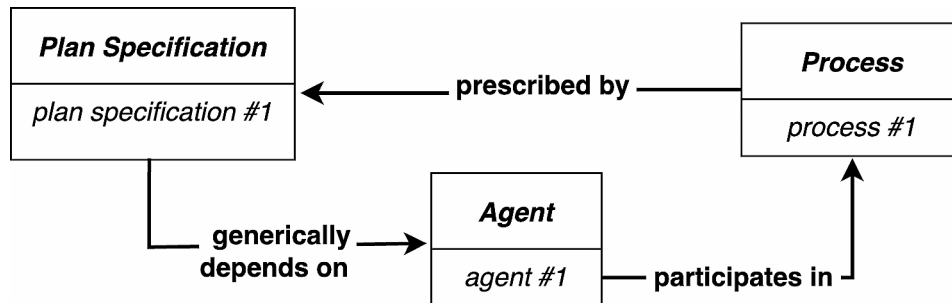 Plan Specification
plan specification #1
prescribed by
Process
process #1
generically
depends on
Agent
agent #1
participates in